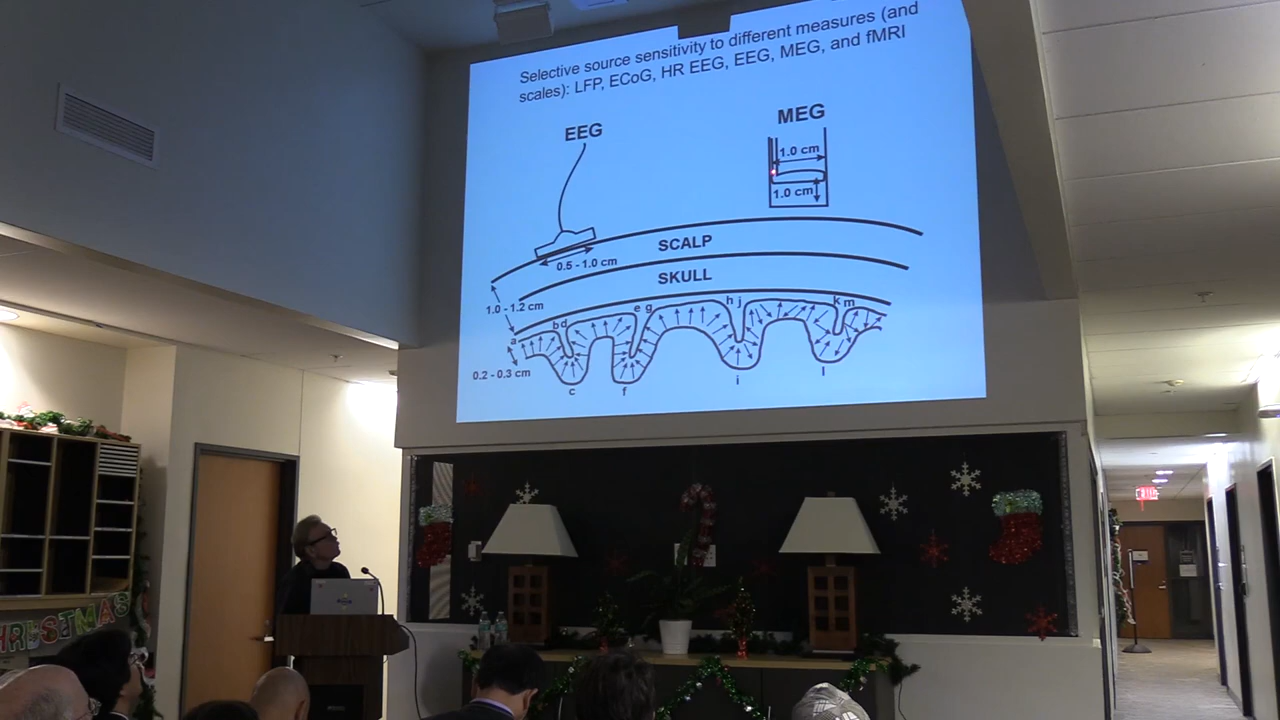 Selective source sensitivity to different measures (and
scales): LFP, ECoG, HR EEG, EEG, MEG, and fMRI
EEG
MEG
1.0 cm
1.0 cm
SCALP
0.5 - 1.0 cm
SKULL
1.0 - 1.2 cm
a
b d
e g
h j
k m
0.2 - 0.3 cm
c
f
i
l
HRISTMAS
EXIT